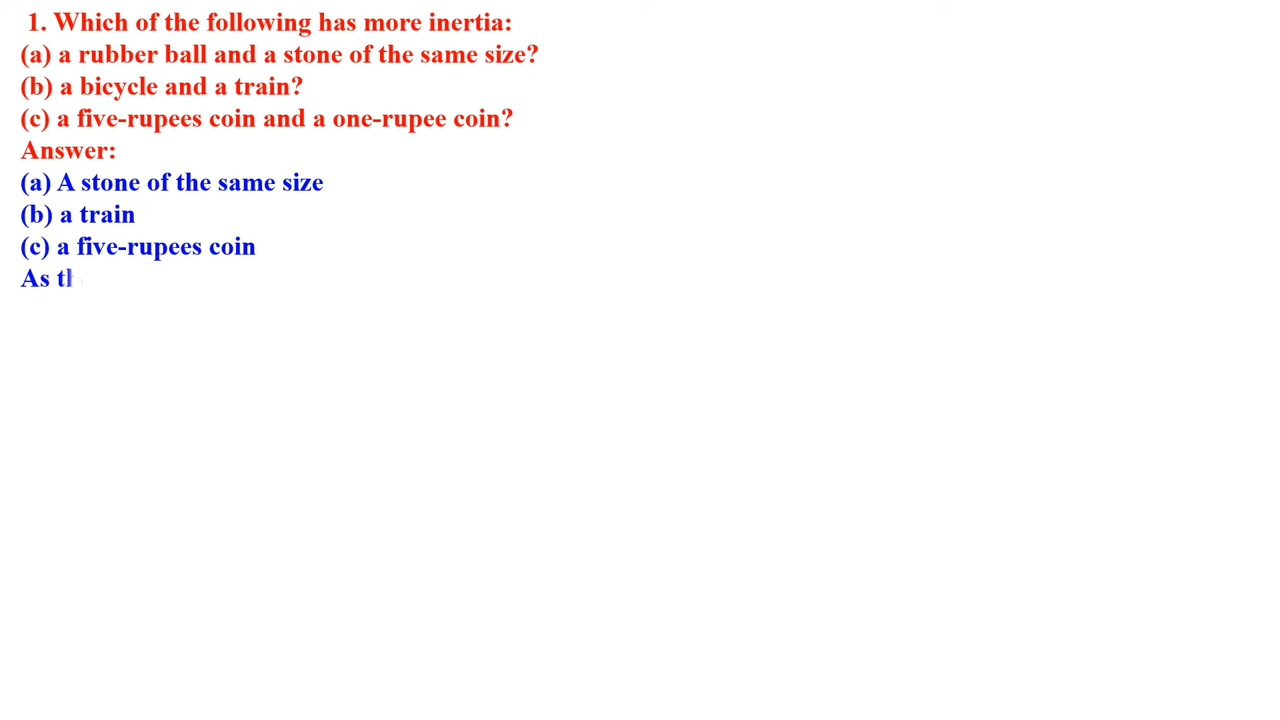 1. Which of the following has more inertia:
(a) a rubber ball and a stone of the same size?
(b) a bicycle and a train?
(c) a five-rupees coin and a one-rupee coin?
Answer:
(a) A stone of the same size
(b) a train
(c) a five-rupees coin
As th